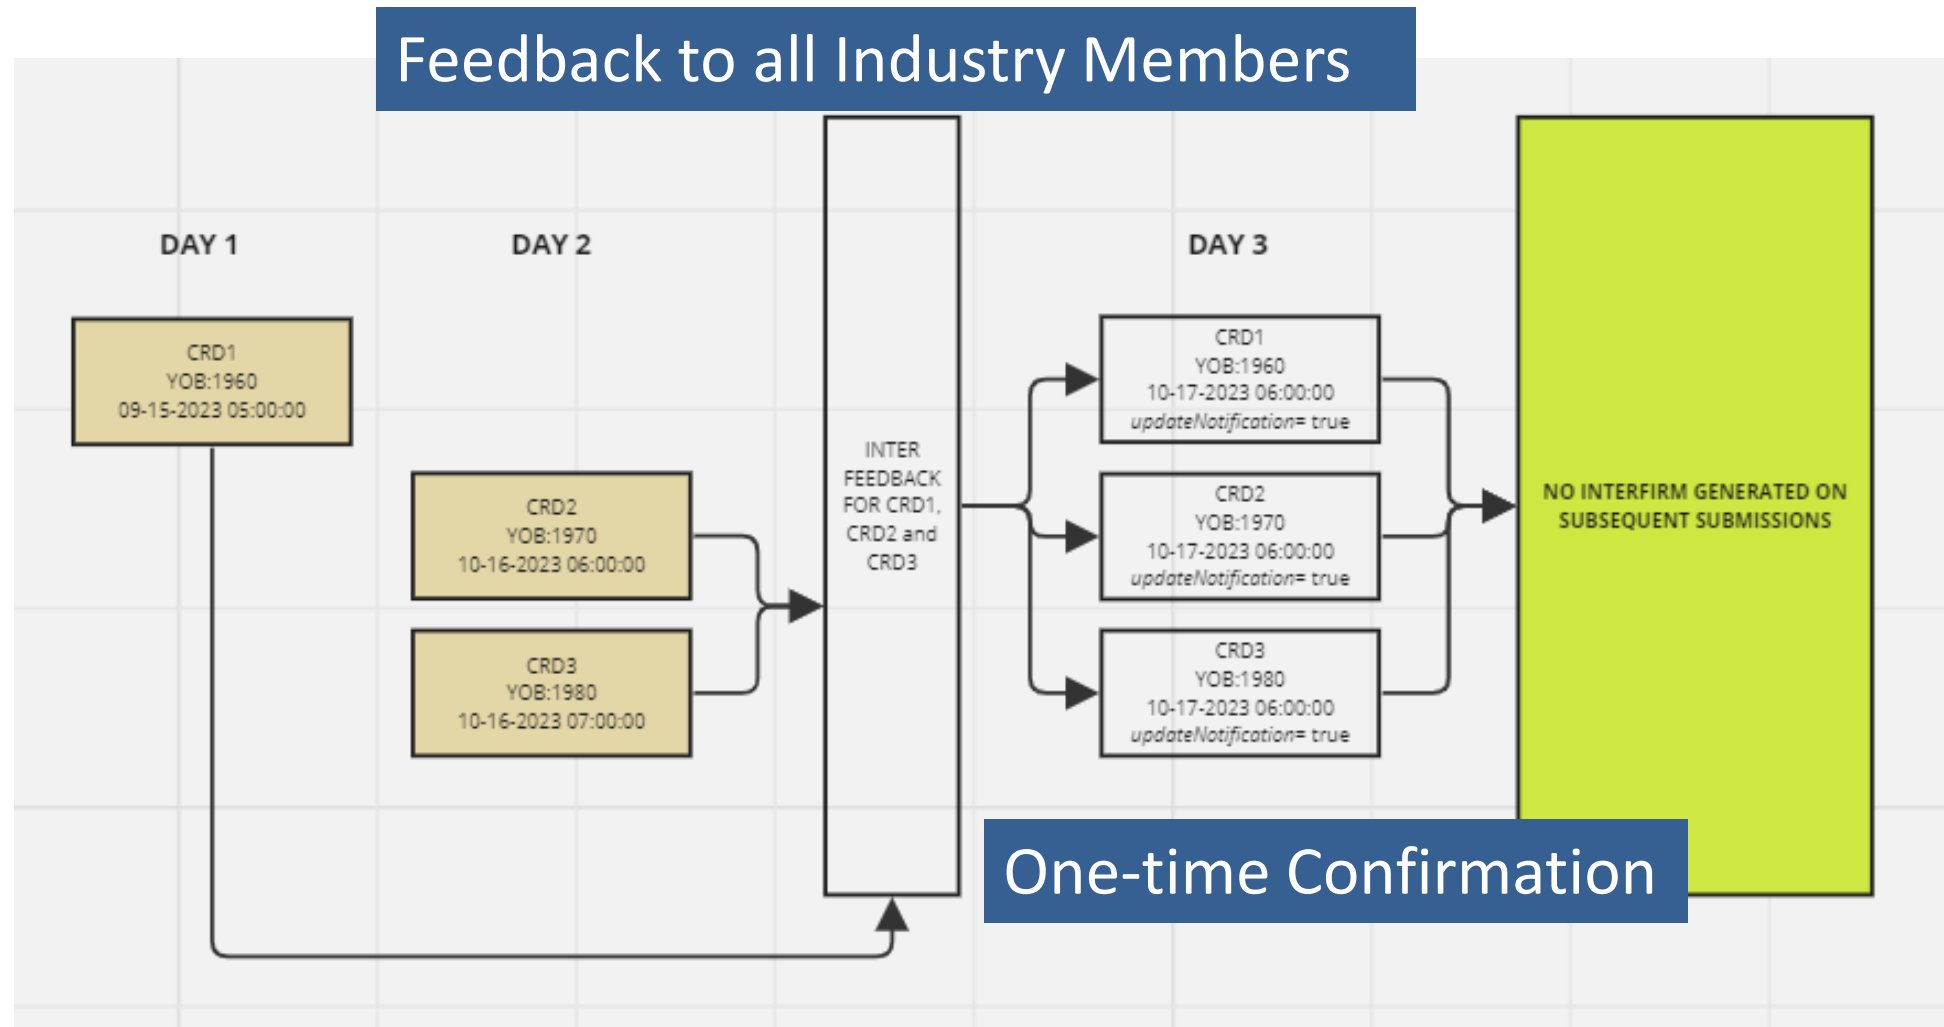 Feedback to all Industry Members
DAY 1
DAY 2
DAY 3
CRD1
YOB:1960
09-15-2023 05:00:00
CRD2
YOB:1970
10-16-2023 06:00:00
CRD3
YOB:1980
10-16-2023 07:00:00
INTER
FEEDBACK
FOR CRD1,
CRD2 and
CRD3
CRD1
YOB:1960
10-17-2023 06:00:00
updateNotification= true
CRD2
YOB:1970
10-17-2023 06:00:00
updateNotification= true
CRD3
YOB:1980
10-17-2023 06:00:00
updateNotification= true
NO INTERFIRM GENERATED ON
SUBSEQUENT SUBMISSIONS
One-time Confirmation